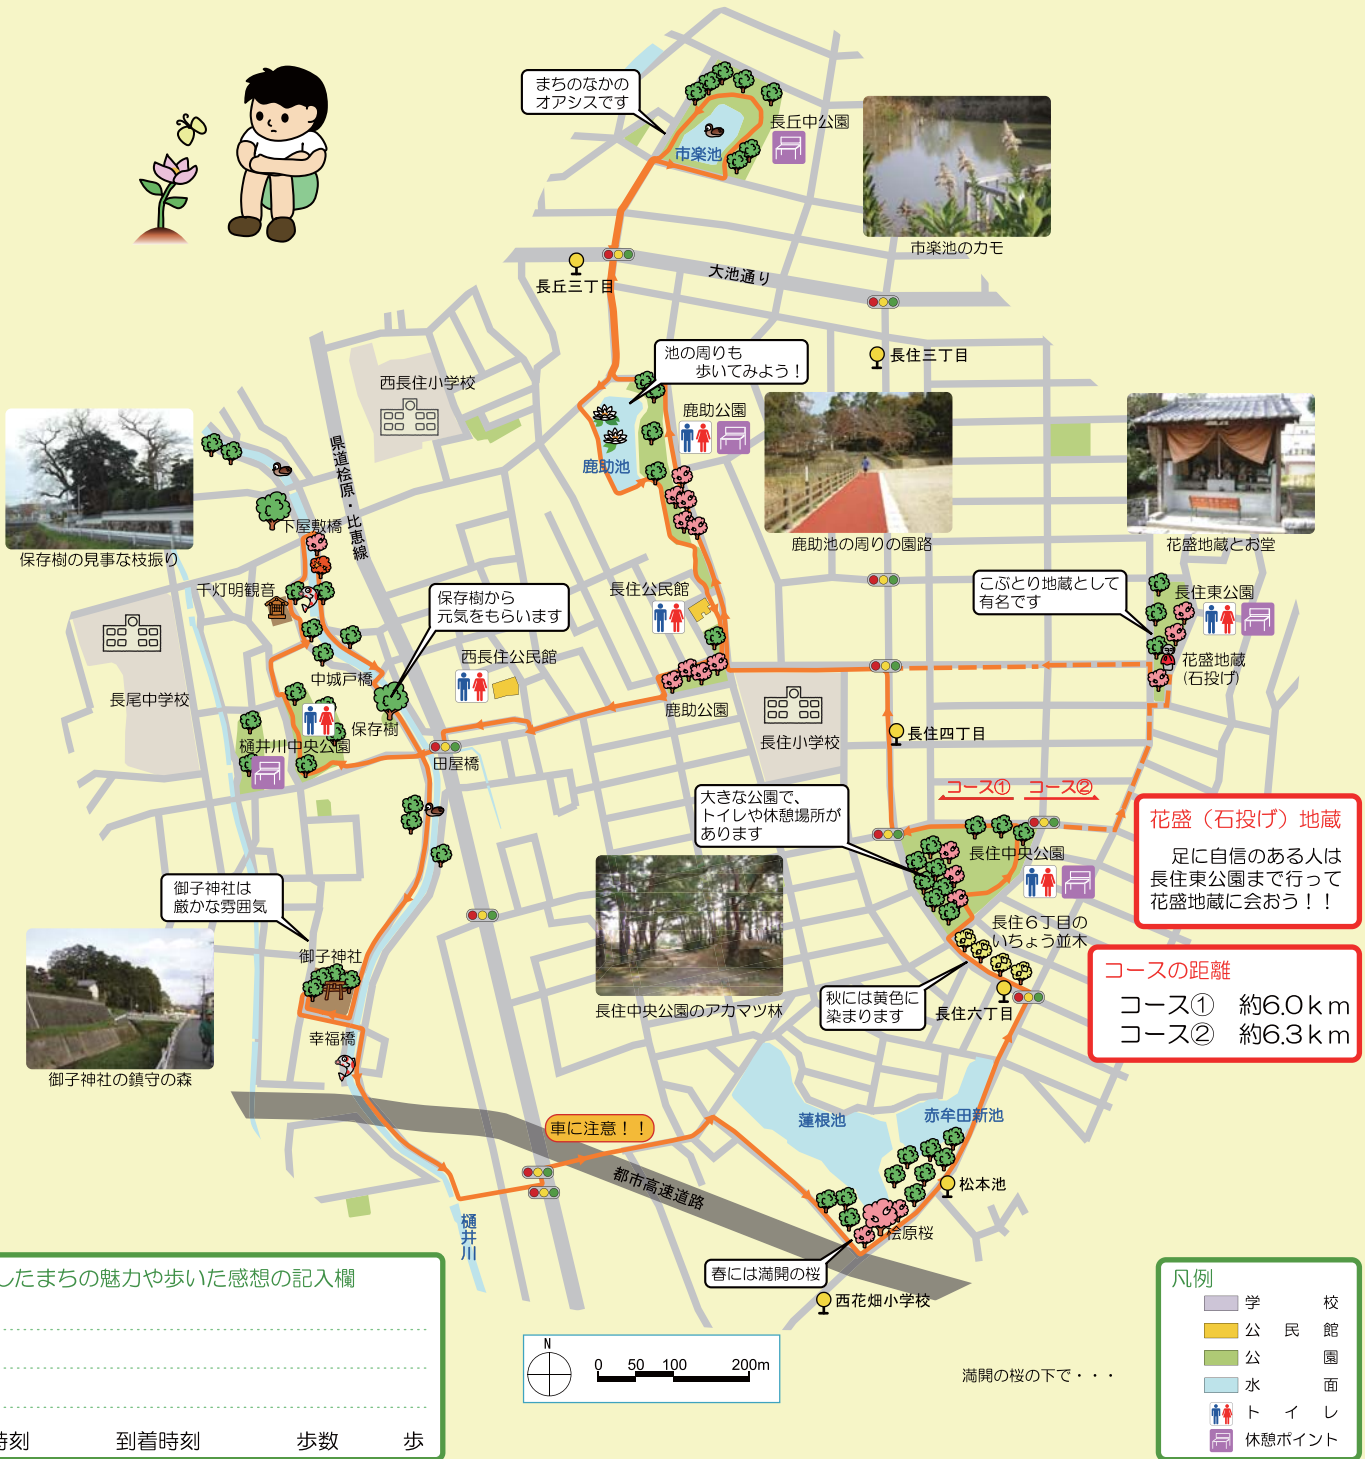 まちのなかの
オアシスです
長丘中公園
市楽池
市楽池のカモ
大池通り
長丘三丁目
長住三丁目
池の周りも
歩いてみよう！
西長住小学校
鹿助公園
鹿助池
県道桧原・比恵線
鹿助池の周りの園路
花盛地蔵とお堂
下屋敷橋
保存樹の見事な枝振り
千灯明観音
保存樹から
元気をもらいます
長住公民館
こぶとり地蔵として
有名です
長住東公園
西長住公民館
花盛地蔵
(石投げ)
中城戸橋
長尾中学校
保存樹
鹿助公園
長住小学校
長住四丁目
樋井川中央公園
田屋橋
コース①　コース②
大きな公園で、
トイレや休憩場所が
あります
花盛（石投げ）地蔵
足に自信のある人は
長住東公園まで行って
花盛地蔵に会おう！！
長住中央公園
御子神社は
厳かな雰囲気
長住６丁目の
いちょう並木
御子神社
コースの距離
コース①　約6.0ｋｍ
コース②　約6.3ｋｍ
長住中央公園のアカマツ林
秋には黄色に
染まります
長住六丁目
幸福橋
御子神社の鎮守の森
蓮根池
赤牟田新池
車に注意！！
都市高速道路
松本池
樋井川
桧原桜
春には満開の桜
西花畑小学校
したまちの魅力や歩いた感想の記入欄
時刻　到着時刻　歩数　歩
N
0 50 100 200m
満開の桜の下で・・・
凡例
学校
公民館
公園
水面
トイレ
休憩ポイント